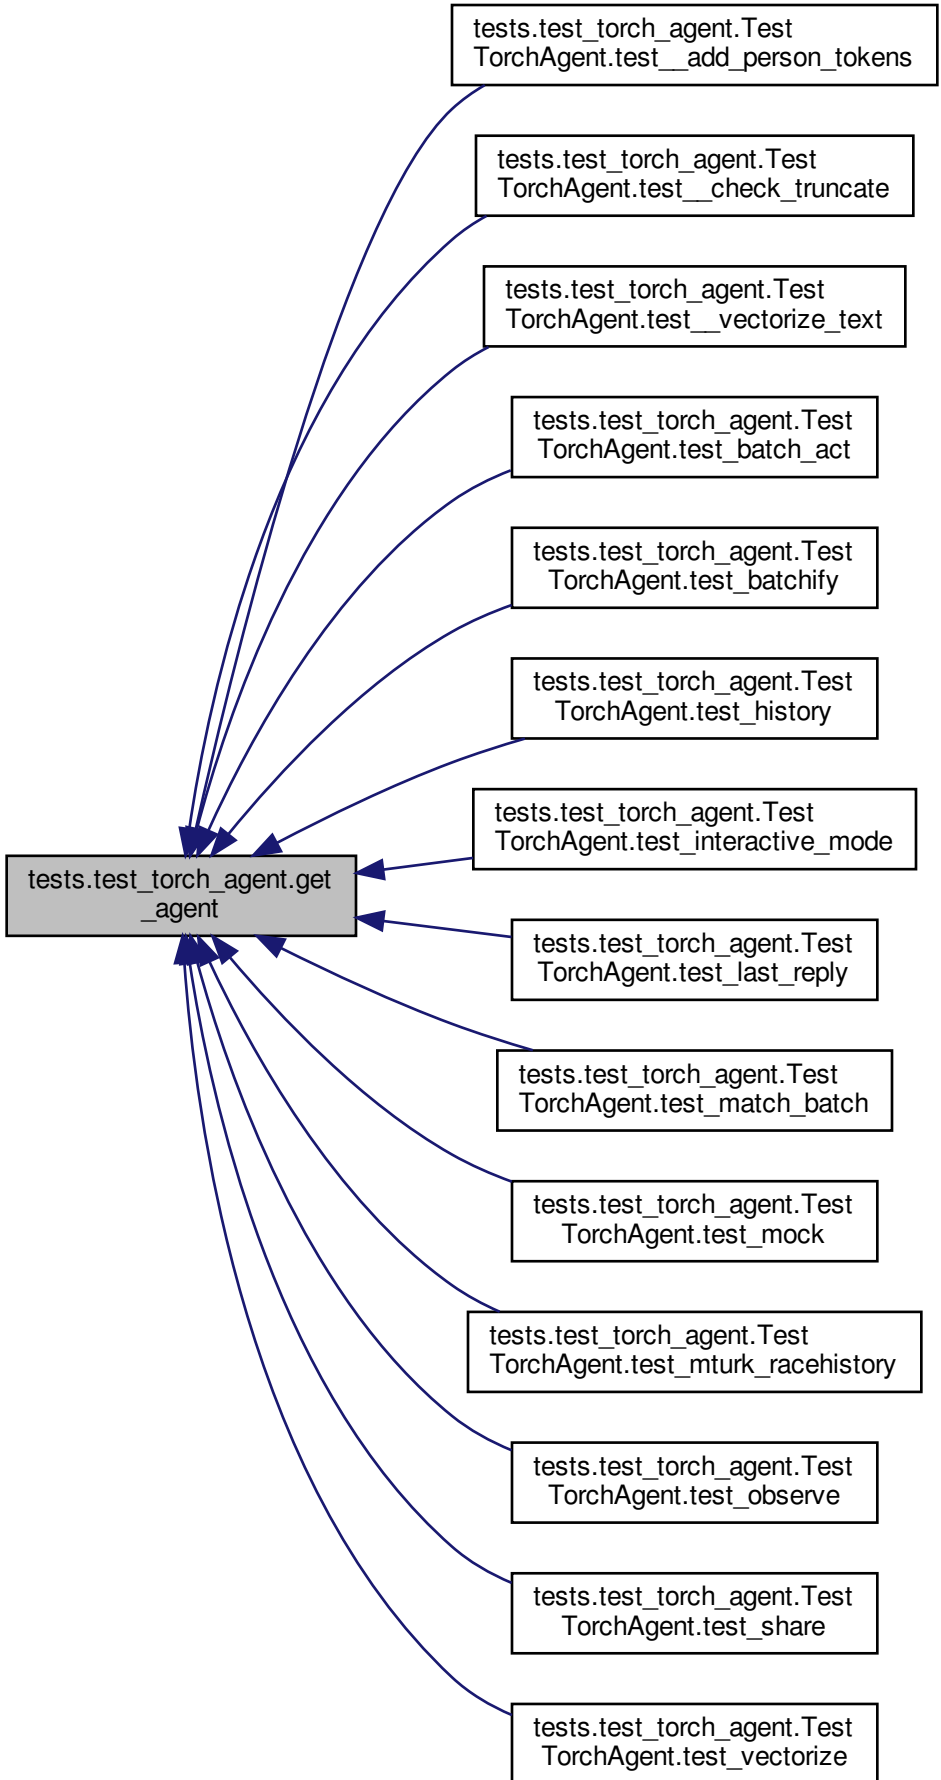 tests.test_torch_agent.Test
TorchAgent.test__add_person_tokens
tests.test_torch_agent.Test
TorchAgent.test__check_truncate
tests.test_torch_agent.Test
TorchAgent.test__vectorize_text
tests.test_torch_agent.Test
TorchAgent.test_batch_act
tests.test_torch_agent.Test
TorchAgent.test_batchify
tests.test_torch_agent.Test
TorchAgent.test_history
tests.test_torch_agent.Test
TorchAgent.test_interactive_mode
tests.test_torch_agent.get
_agent
tests.test_torch_agent.Test
TorchAgent.test_last_reply
tests.test_torch_agent.Test
TorchAgent.test_match_batch
tests.test_torch_agent.Test
TorchAgent.test_mock
tests.test_torch_agent.Test
TorchAgent.test_mturk_racehistory
tests.test_torch_agent.Test
TorchAgent.test_observe
tests.test_torch_agent.Test
TorchAgent.test_share
tests.test_torch_agent.Test
TorchAgent.test_vectorize